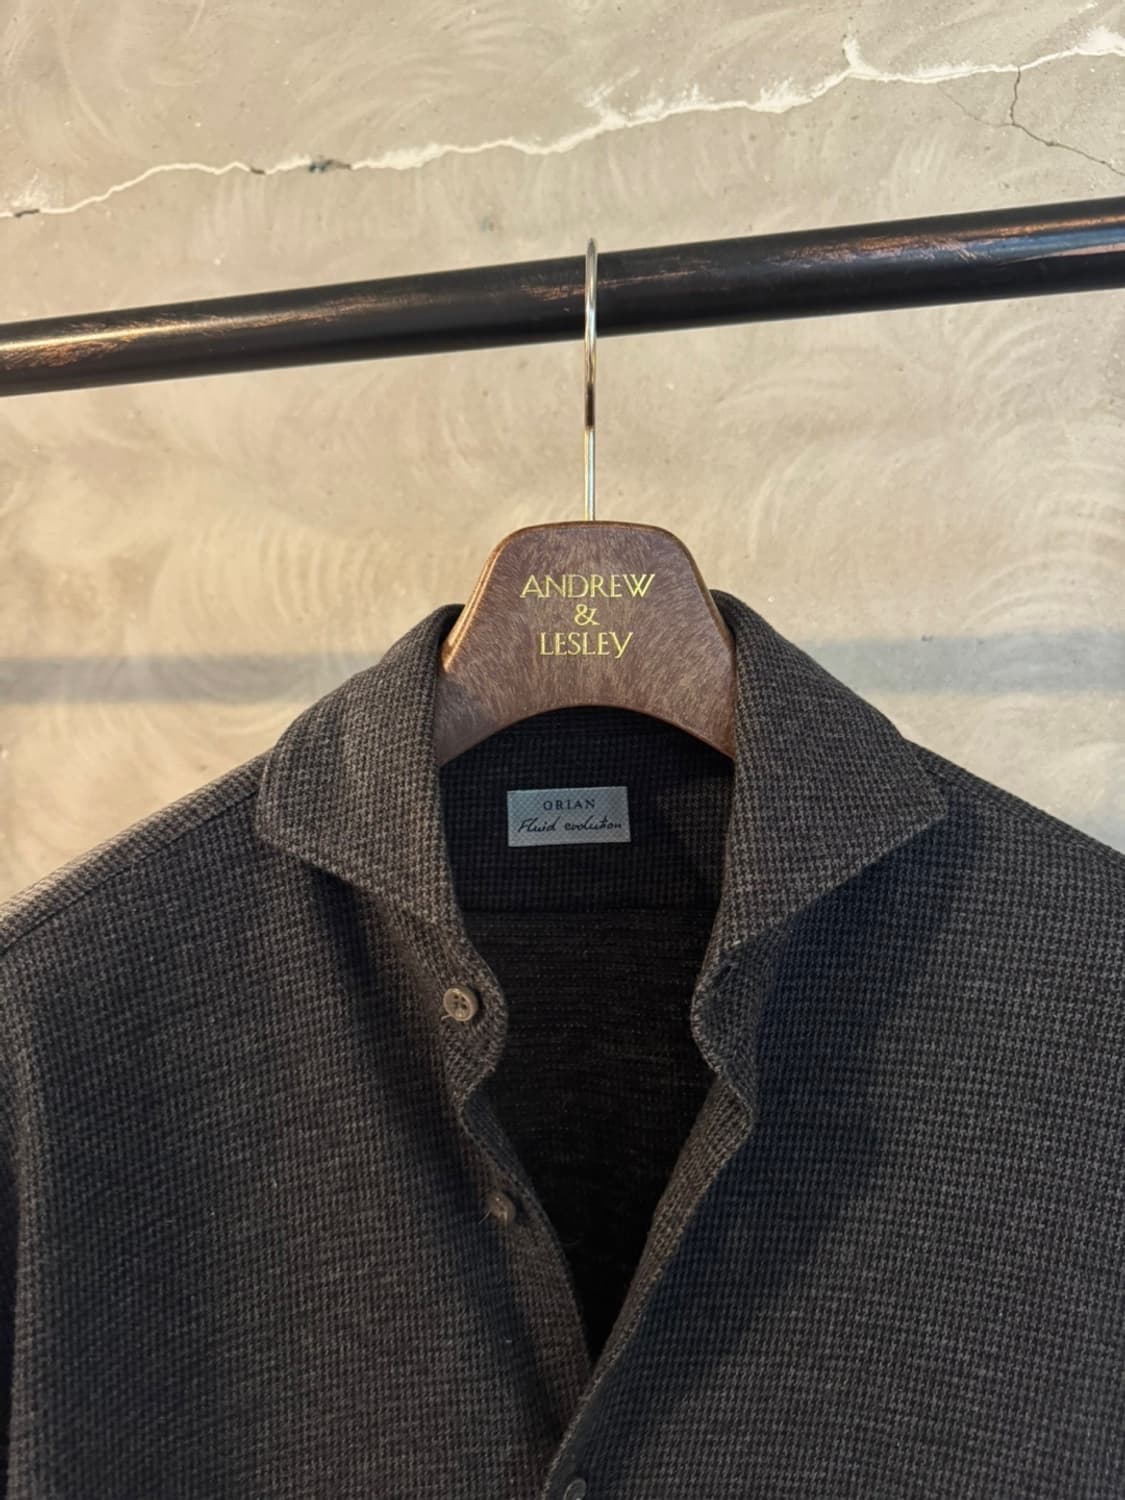 ANDREW
&
LESLEY
ORIAN
Fluid evolution